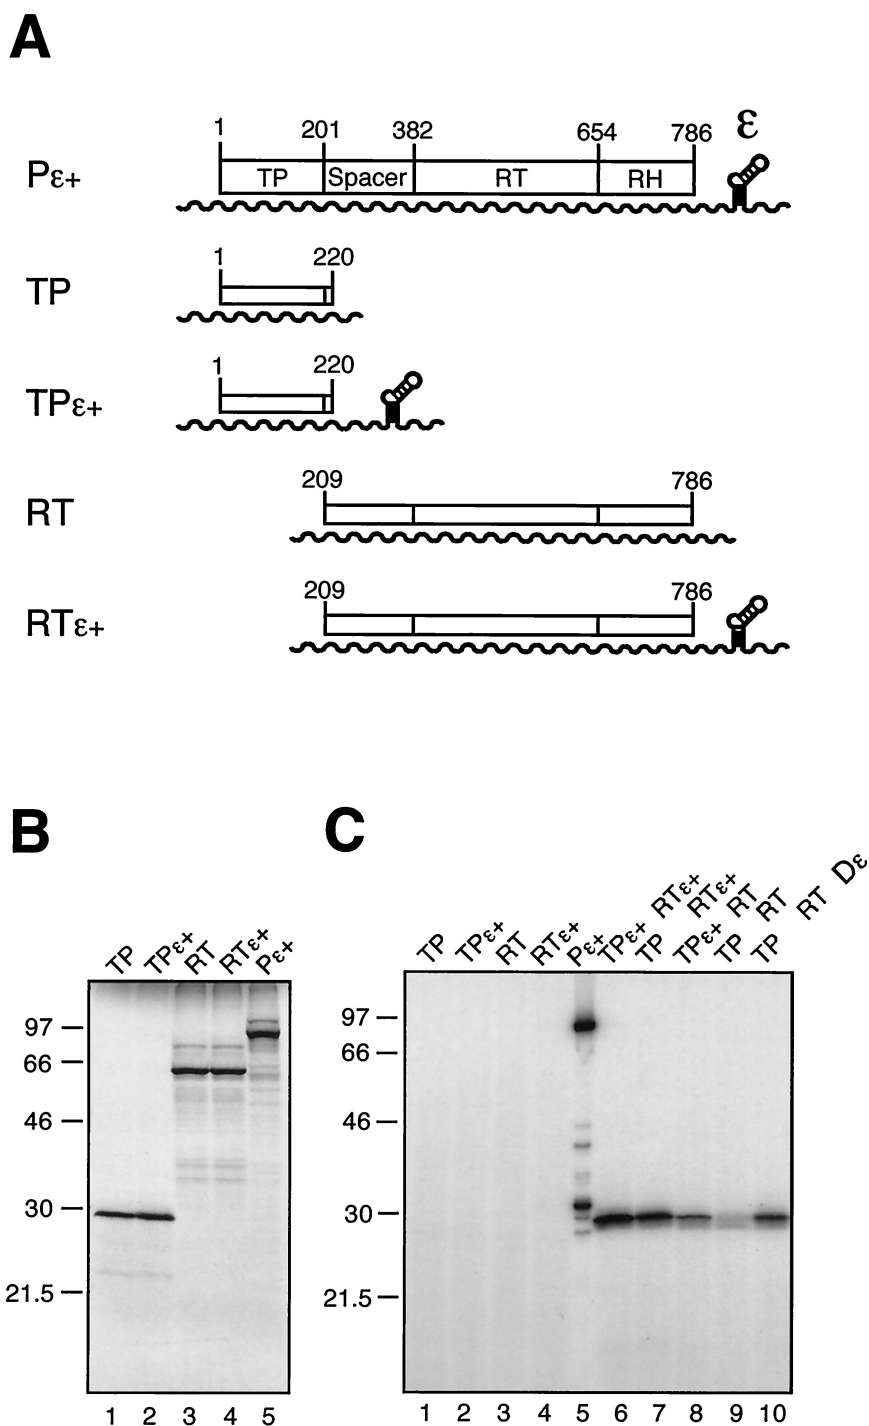 A
1 201 382 654 786 ε
Pε+ TP Spacer RT RH
1 220
TP
1 220
TPε+
209 786
RT
209 786
RTε+
B
TP TPε+ RT RTε+ Pε+
97
66
46
30
21.5
1 2 3 4 5
C
RTε+ RTε+ RT RT RT Dε
TP TPε+ RT RTε+ Pε+ TPε+ TP TPε+ TP TP
97
66
46
30
21.5
1 2 3 4 5 6 7 8 9 10